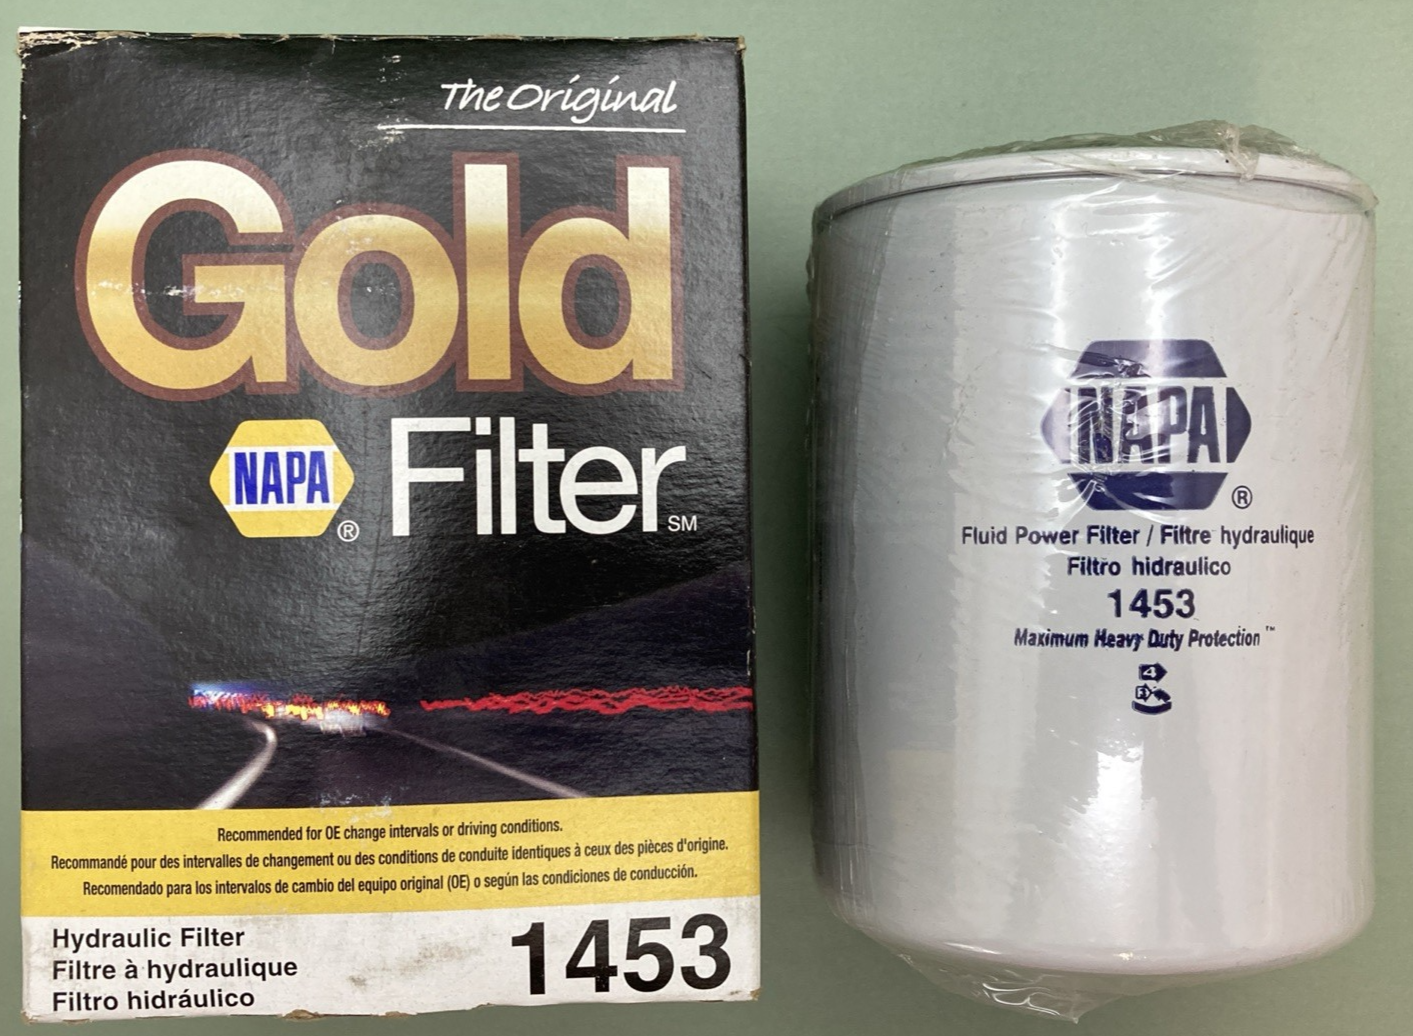 The Original
Gold
NAPA® Filter SM
Recommended for OE change intervals or driving conditions.
Recommandé pour des intervalles de changement ou des conditions de conduite identiques à ceux des pièces d'origine.
Recomendado para los intervalos de cambio del equipo original (OE) o según las condiciones de conducción.
Hydraulic Filter
Filtre à hydraulique
Filtro hidráulico
1453
NAPA
®
Fluid Power Filter / Filtre hydraulique
Filtro hidraulico
1453
Maximum Heavy Duty Protection™
4